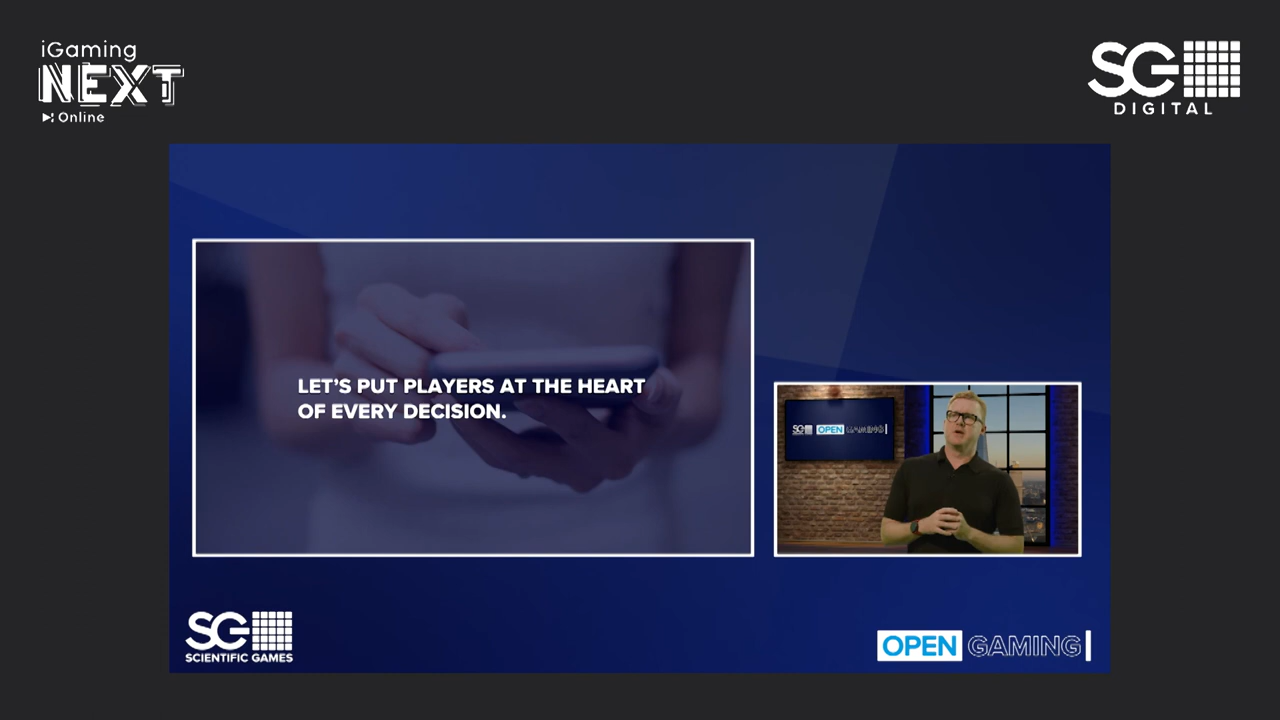 iGaming
NEXT
Online
SG
DIGITAL
LET'S PUT PLAYERS AT THE HEART
OF EVERY DECISION.
SG OPEN GAMING
SG
SCIENTIFIC GAMES
OPEN GAMING